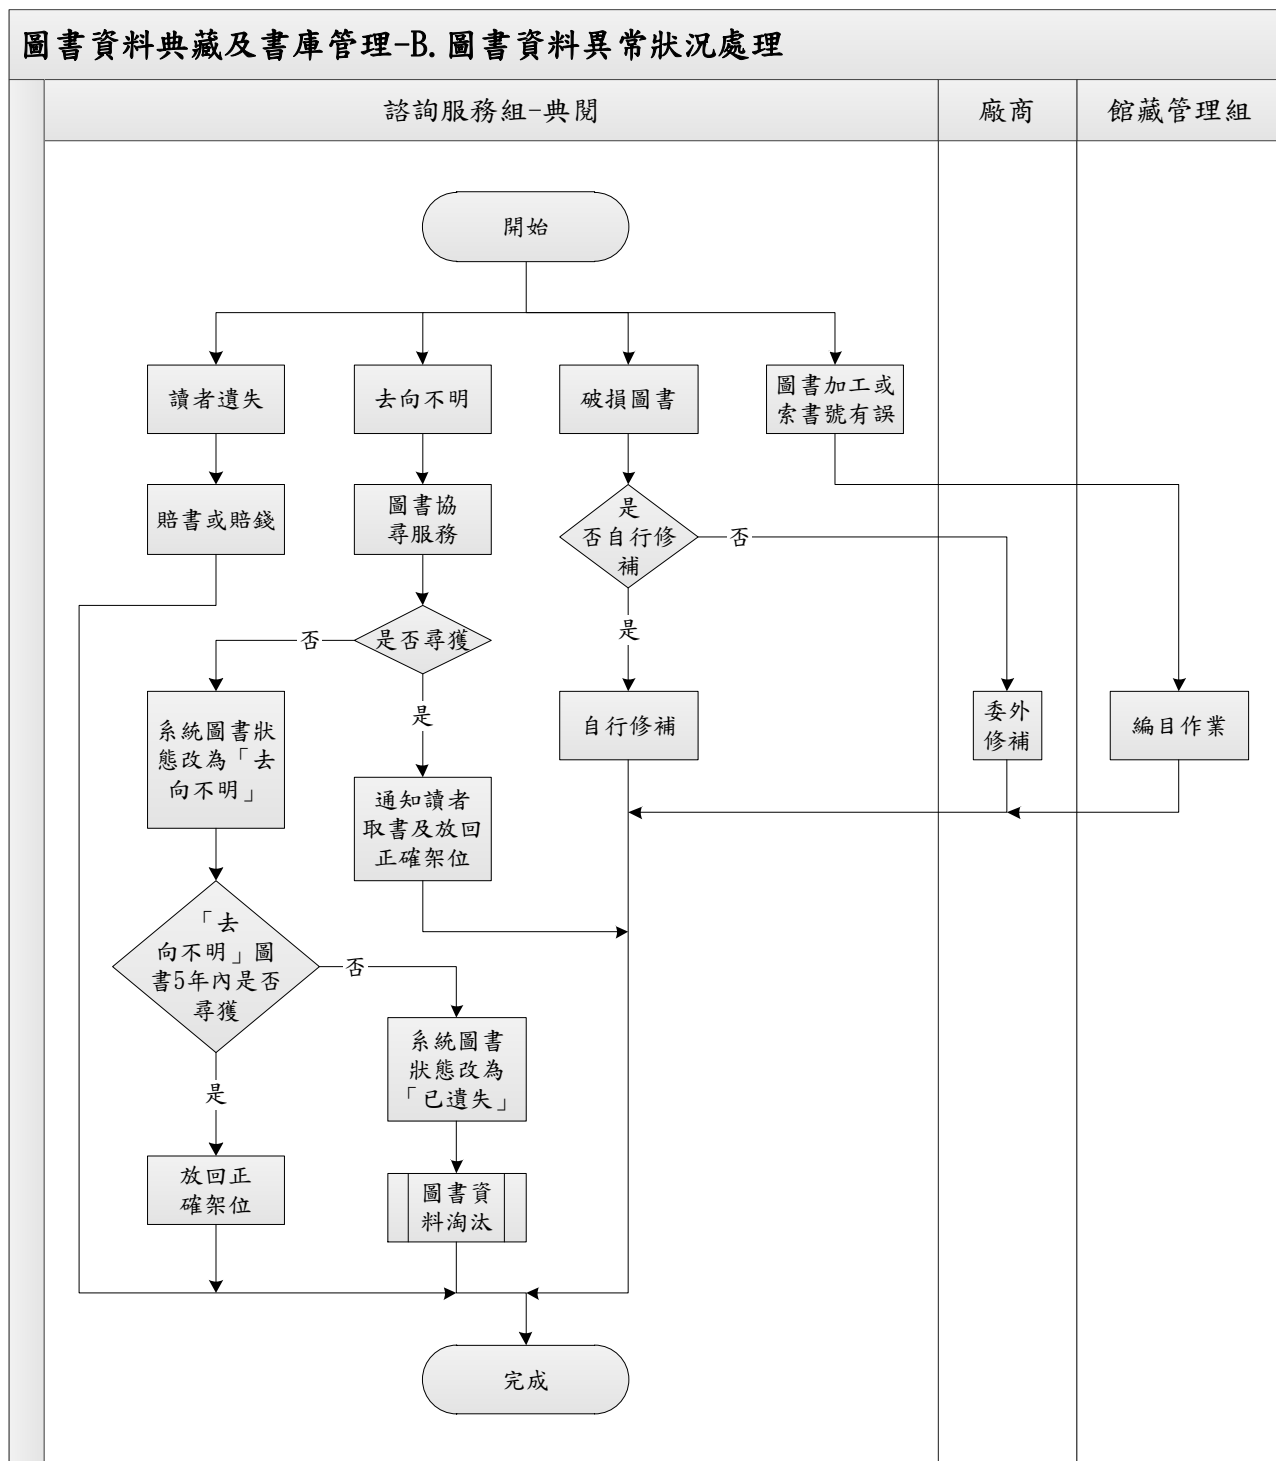 圖書資料典藏及書庫管理-B.圖書資料異常狀況處理
諮詢服務組-典閱
廠商
館藏管理組
開始
讀者遺失
去向不明
破損圖書
圖書加工或
索書號有誤
賠書或賠錢
圖書協
尋服務
是
否自行修
補
否
是
是否尋獲
否
是
系統圖書狀
態改為「去
向不明」
自行修補
委外
修補
編目作業
通知讀者
取書及放回
正確架位
「去
向不明」圖
書5年內是否
尋獲
否
是
系統圖書
狀態改為
「已遺失」
放回正
確架位
圖書資
料淘汰
完成